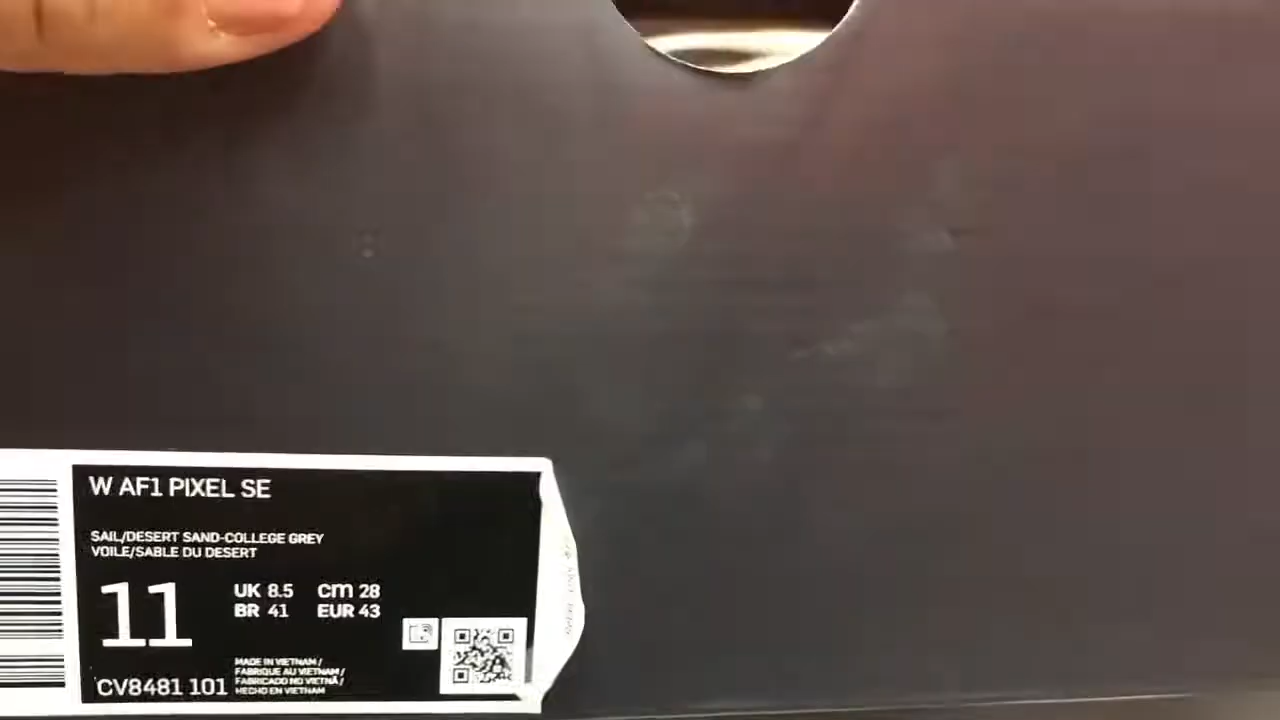 W AF1 PIXEL SE
SAIL/DESERT SAND-COLLEGE GREY
VOILE/SABLE DU DESERT
11
UK 8.5 cm 28
BR 41 EUR 43
CV8481 101
MADE IN VIETNAM /
FABRIQUE AU VIETNAM /
FABRICADO NO VIETNÃ /
HECHO EN VIETNAM